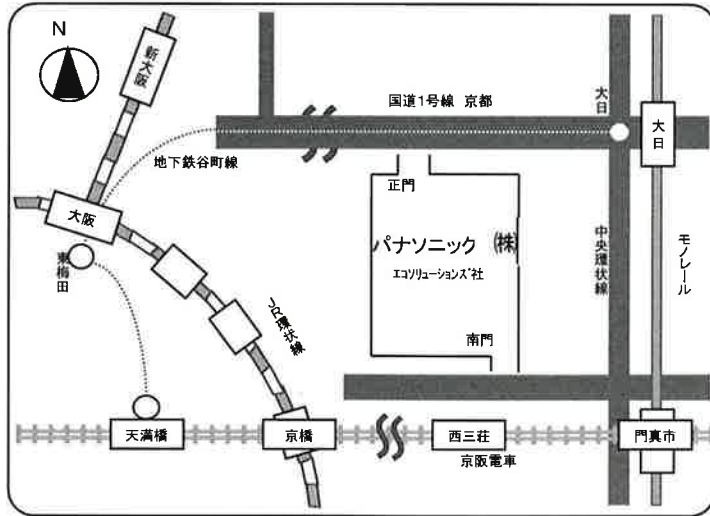 N
新大阪
国道1号線 京都
大日
大日
地下鉄谷町線
正門
大阪
パナソニック ㈱
エコソリューションズ社
中央環状線
モノレール
東梅田
JR環状線
南門
天満橋
京橋
西三荘
門真市
京阪電車